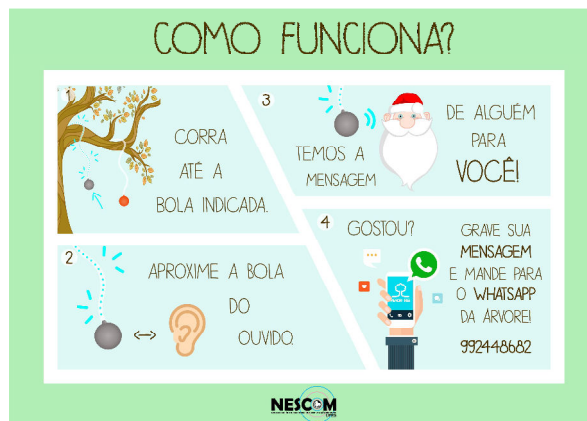 COMO FUNCIONA?
1
CORRA
ATÉ A
BOLA INDICADA.
2
APROXIME A BOLA
DO
OUVIDO.
3
TEMOS A
MENSAGEM
DE ALGUÉM
PARA
VOCÊ!
4
GOSTOU?
GRAVE SUA
MENSAGEM
E MANDE PARA
O WHATSAPP
DA ÁRVORE!
992448682
NESCOM